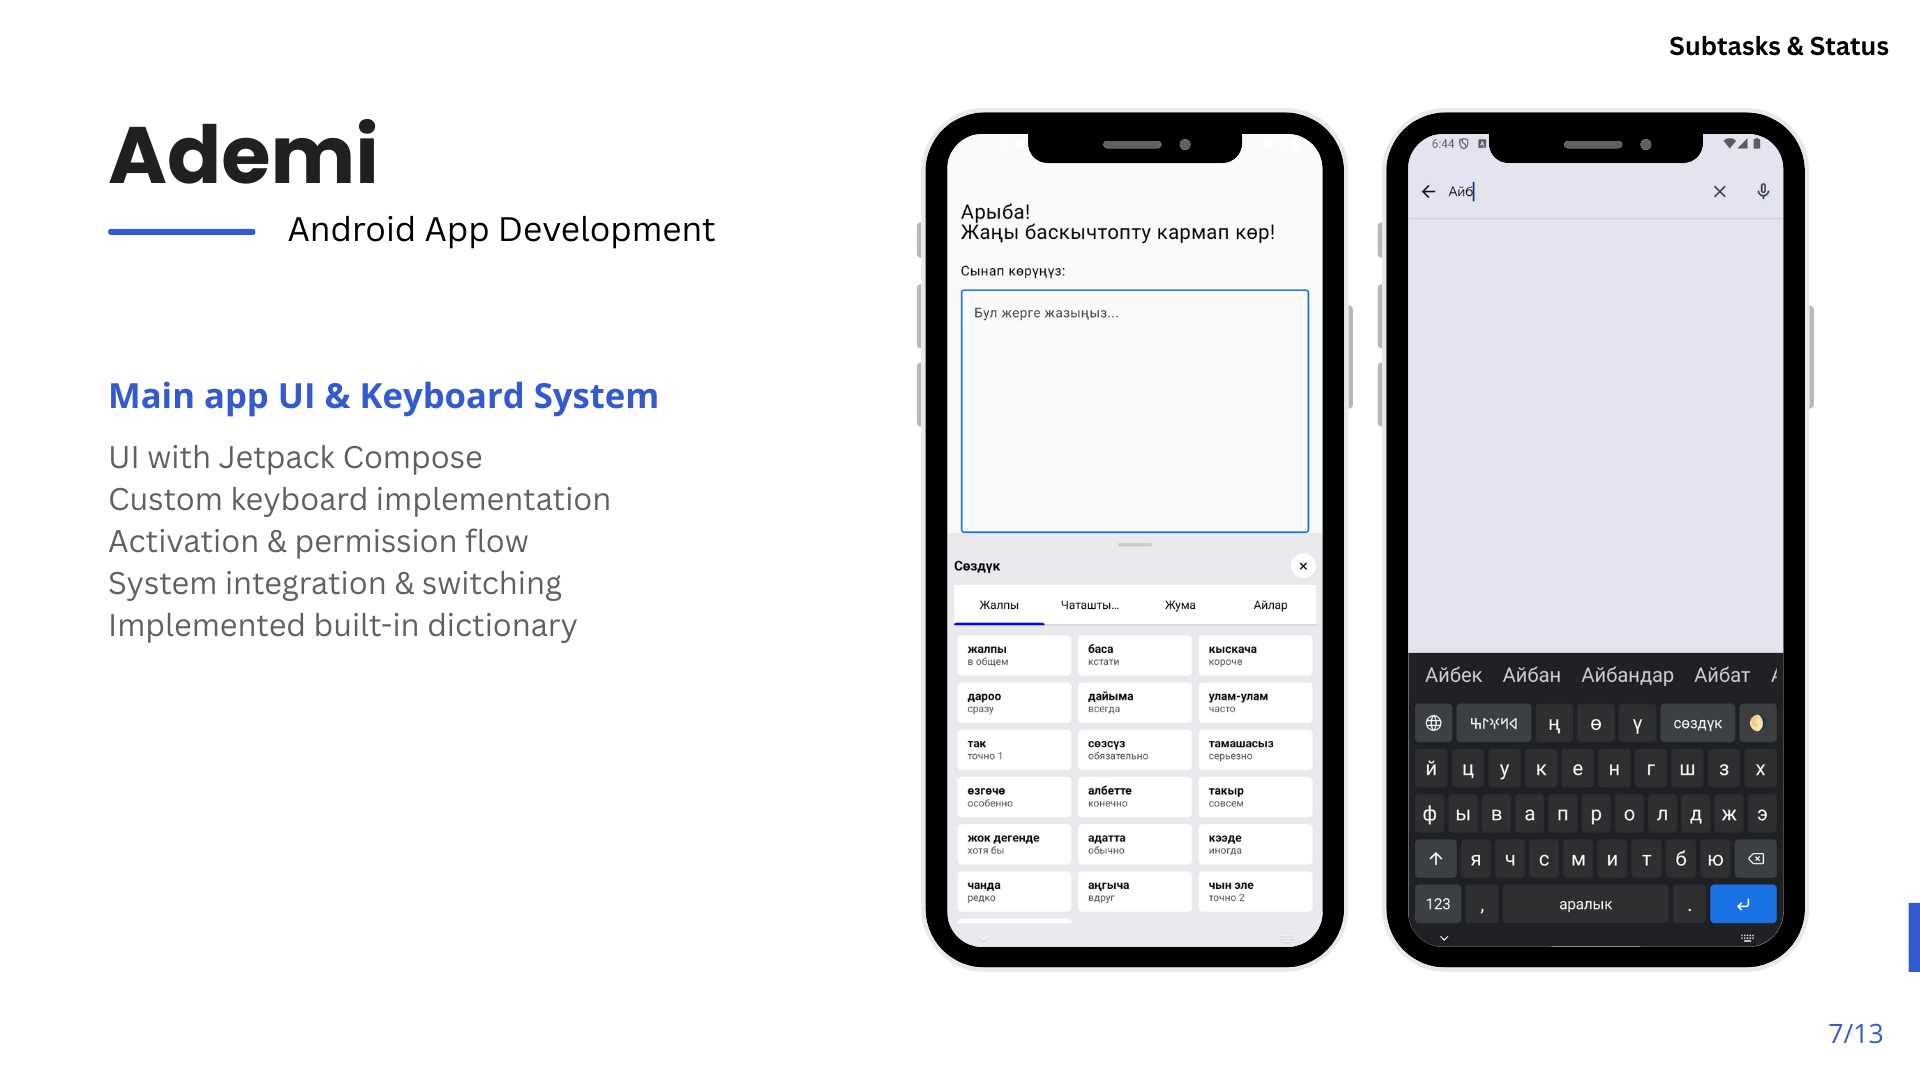 Subtasks & Status
Ademi
Android App Development
Main app UI & Keyboard System
UI with Jetpack Compose
Custom keyboard implementation
Activation & permission flow
System integration & switching
Implemented built-in dictionary
Арыба!
Жаңы баскычтопту кармап көр!
Сынап көрүңүз:
Бул жерге жазыңыз...
Сөздүк
Жалпы Чаташты... Жума Айлар
жалпы баса кыскача
в общем кстати короче
дароо дайыма улам-улам
сразу всегда часто
так сөзсүз тамашасыз
точно 1 обязательно серьезно
өзгөчө албетте такыр
особенно конечно совсем
жок дегенде адатта кээде
хотя бы обычно иногда
чанда аңгыча чын эле
редко вдруг точно 2
6:44
Айб
Айбек Айбан Айбандар Айбат
ң ө ү сөздүк
й ц у к е н г ш з х
ф ы в а п р о л д ж э
я ч с м и т б ю
123 , аралык .
7/13